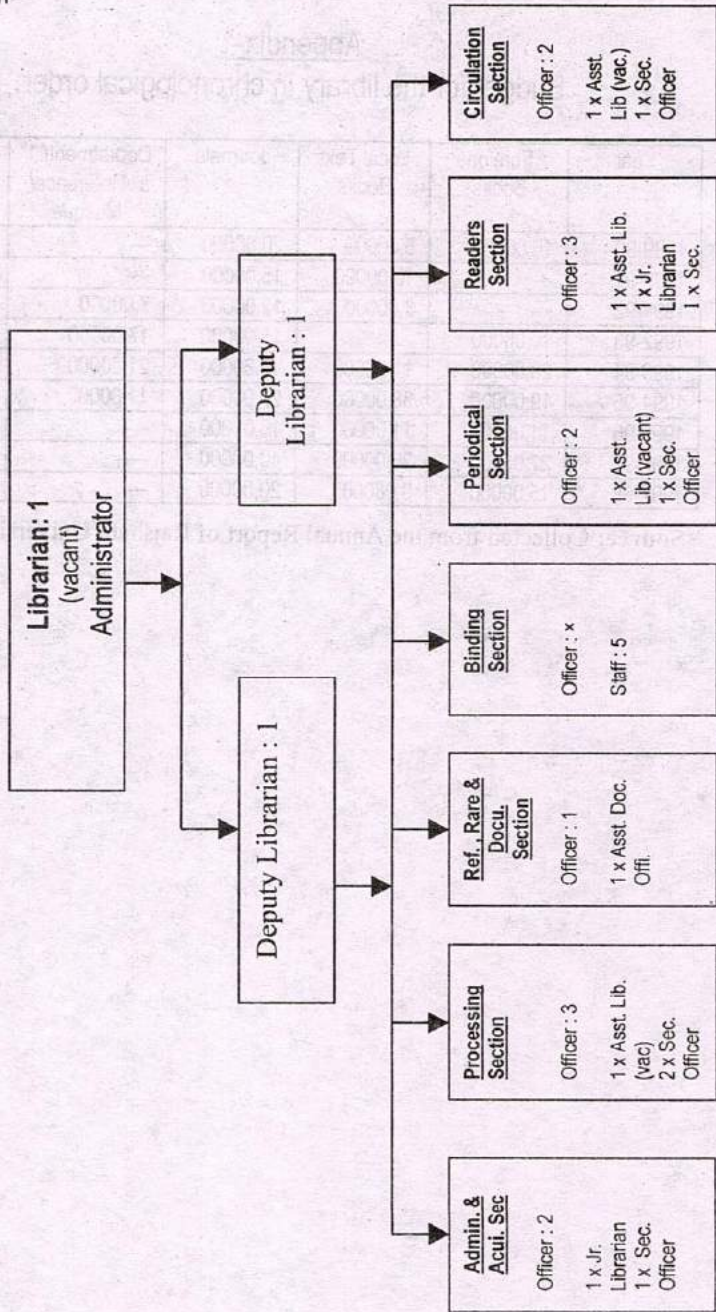 Librarian: 1
(vacant)
Administrator
Deputy Librarian : 1
Deputy
Librarian : 1
Admin. &
Acui. Sec
Officer : 2
1 x Jr.
Librarian
1 x Sec.
Officer
Processing
Section
Officer : 3
1 x Asst. Lib.
(vac)
2 x Sec.
Officer
Ref., Rare &
Docu.
Section
Officer : 1
1 x Asst. Doc.
Offi.
Binding
Section
Officer : ×
Staff : 5
Periodical
Section
Officer : 2
1 x Asst.
Lib.(vacant)
1 x Sec.
Officer
Readers
Section
Officer : 3
1 x Asst. Lib.
1 x Jr.
Librarian
1 x Sec.
Circulation
Section
Officer : 2
1 x Asst.
Lib (vac.)
1 x Sec.
Officer